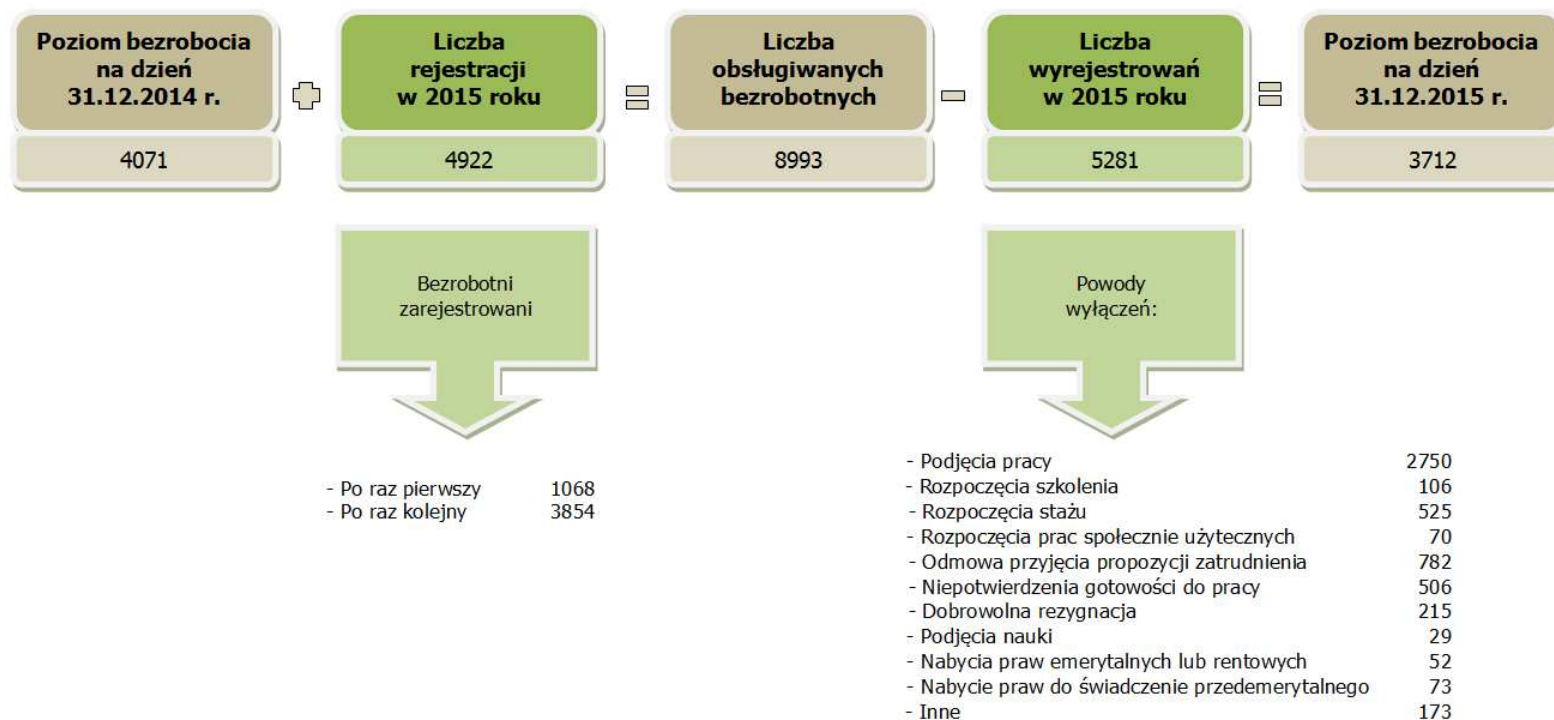 Poziom bezrobocia
na dzień
31.12.2014 r.
4071
Liczba
rejestracji
w 2015 roku
4922
Liczba
obsługiwanych
bezrobotnych
8993
Liczba
wyrejestrowań
w 2015 roku
5281
Poziom bezrobocia
na dzień
31.12.2015 r.
3712
Bezrobotni
zarejestrowani
- Po raz pierwszy 1068
- Po raz kolejny 3854
Powody
wyłączeń:
- Podjęcia pracy 2750
- Rozpoczęcia szkolenia 106
- Rozpoczęcia stażu 525
- Rozpoczęcia prac społecznie użytecznych 70
- Odmowa przyjęcia propozycji zatrudnienia 782
- Niepotwierdzenia gotowości do pracy 506
- Dobrowolna rezygnacja 215
- Podjęcia nauki 29
- Nabycia praw emerytalnych lub rentowych 52
- Nabycie praw do świadczenie przedemerytalnego 73
- Inne 173